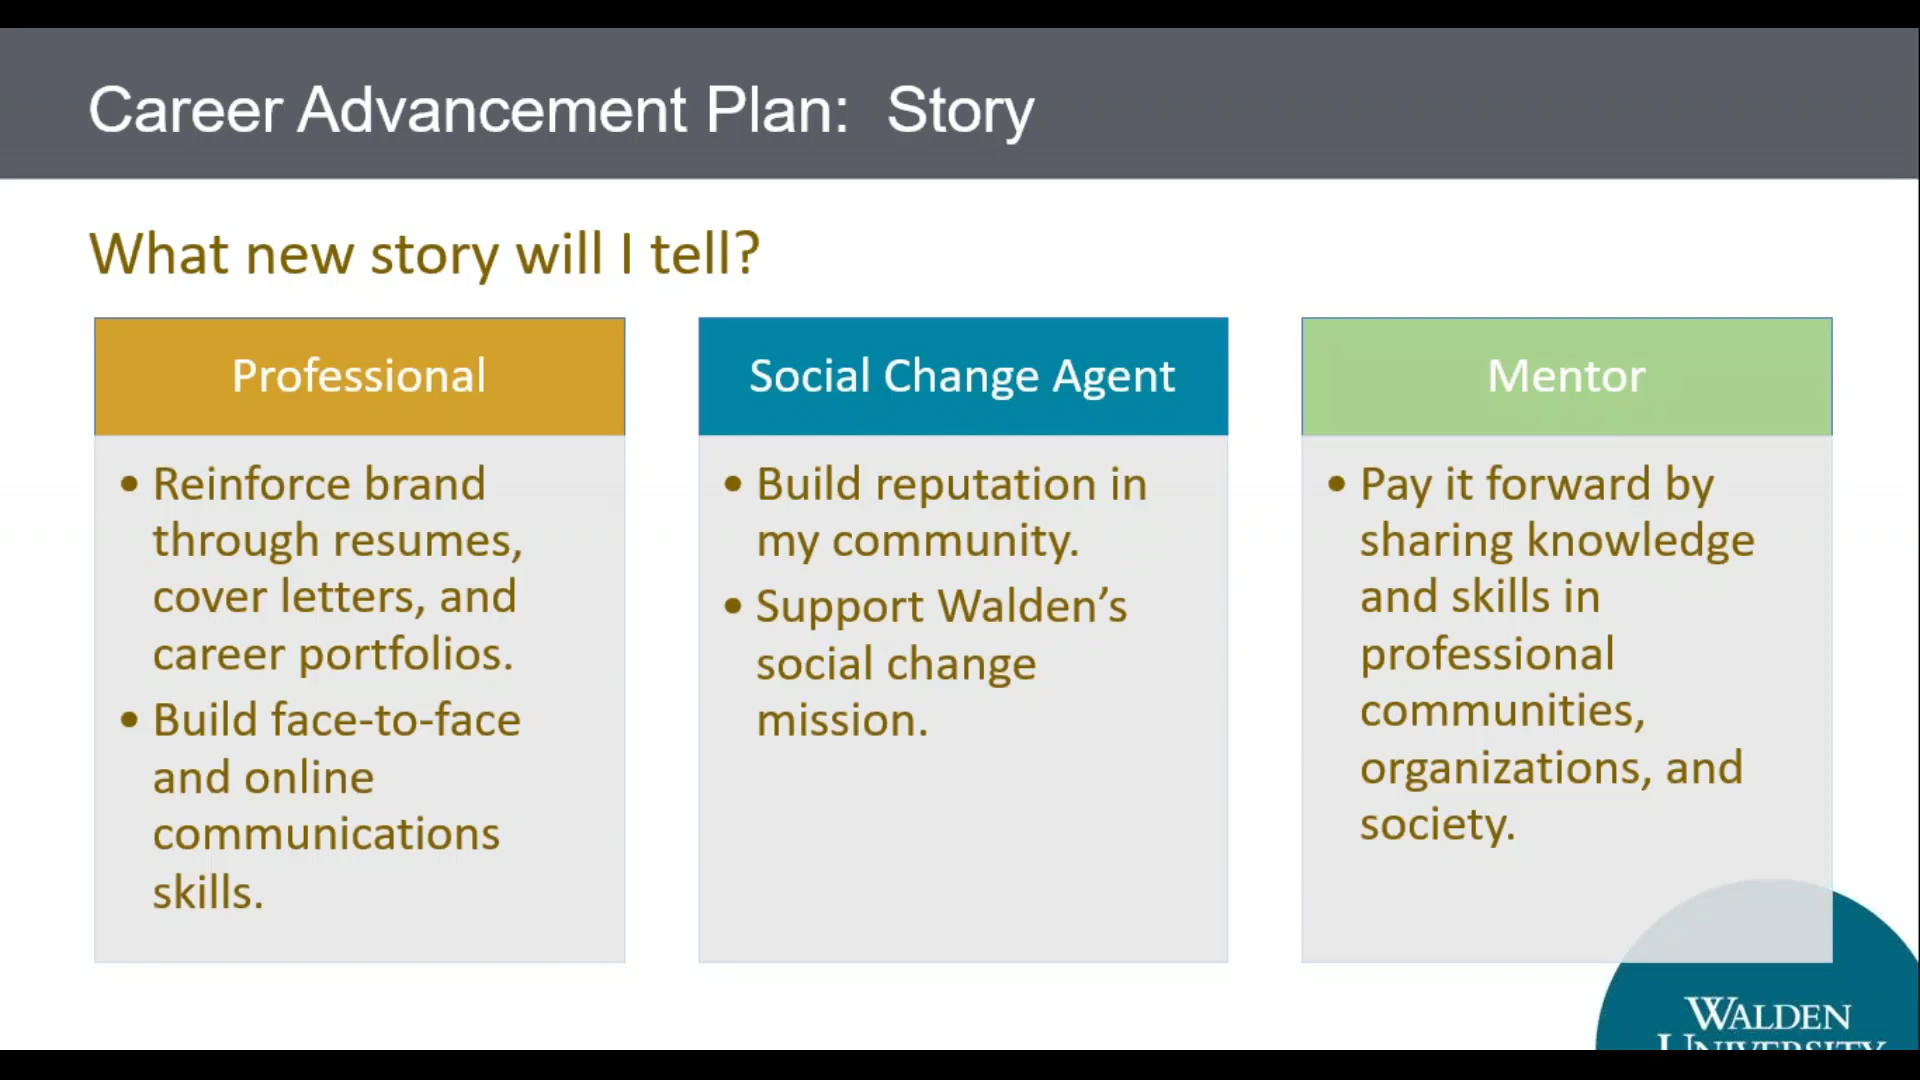 Career Advancement Plan: Story
What new story will I tell?
Professional
• Reinforce brand
through resumes,
cover letters, and
career portfolios.
• Build face-to-face
and online
communications
skills.
Social Change Agent
• Build reputation in
my community.
• Support Walden’s
social change
mission.
Mentor
• Pay it forward by
sharing knowledge
and skills in
professional
communities,
organizations, and
society.
WALDEN
UNIVERSITY